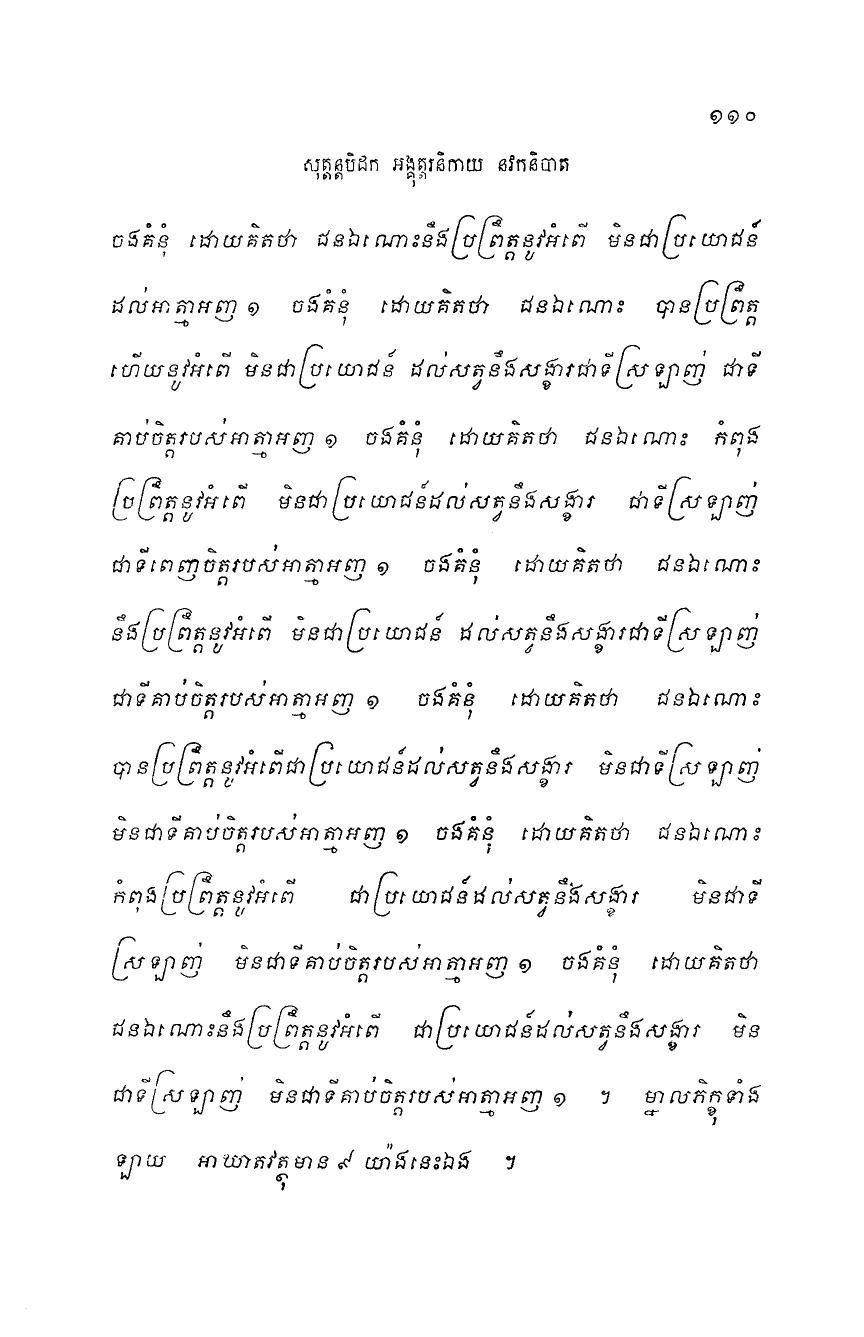 ១១០
សុត្តន្តបិដក អង្គុត្តរនិកាយ នវកនិបាត
ចងគំនុំ ដោយគិតថា ជនឯណោះនឹងប្រព្រឹត្តនូវអំពើ មិនជាប្រយោជន៍
ដល់អាត្មាអញ ១ ចងគំនុំ ដោយគិតថា ជនឯណោះ បានប្រព្រឹត្ត
ហើយនូវអំពើ មិនជាប្រយោជន៍ ដល់សត្វនឹងសង្ខារជាទីស្រឡាញ់ ជាទី
គាប់ចិត្តរបស់អាត្មាអញ ១ ចងគំនុំ ដោយគិតថា ជនឯណោះ កំពុង
ប្រព្រឹត្តនូវអំពើ មិនជាប្រយោជន៍ដល់សត្វនឹងសង្ខារ ជាទីស្រឡាញ់
ជាទីពេញចិត្តរបស់អាត្មាអញ ១ ចងគំនុំ ដោយគិតថា ជនឯណោះ
នឹងប្រព្រឹត្តនូវអំពើ មិនជាប្រយោជន៍ ដល់សត្វនឹងសង្ខារជាទីស្រឡាញ់
ជាទីគាប់ចិត្តរបស់អាត្មាអញ ១ ចងគំនុំ ដោយគិតថា ជនឯណោះ
បានប្រព្រឹត្តនូវអំពើជាប្រយោជន៍ដល់សត្វនឹងសង្ខារ មិនជាទីស្រឡាញ់
មិនជាទីគាប់ចិត្តរបស់អាត្មាអញ ១ ចងគំនុំ ដោយគិតថា ជនឯណោះ
កំពុងប្រព្រឹត្តនូវអំពើ ជាប្រយោជន៍ដល់សត្វនឹងសង្ខារ មិនជាទី
ស្រឡាញ់ មិនជាទីគាប់ចិត្តរបស់អាត្មាអញ ១ ចងគំនុំ ដោយគិតថា
ជនឯណោះនឹងប្រព្រឹត្តនូវអំពើ ជាប្រយោជន៍ដល់សត្វនឹងសង្ខារ មិន
ជាទីស្រឡាញ់ មិនជាទីគាប់ចិត្តរបស់អាត្មាអញ ១ ។ ម្នាលភិក្ខុទាំង
ឡាយ អាឃាតវត្ថុមាន ៩ យ៉ាងនេះឯង ។